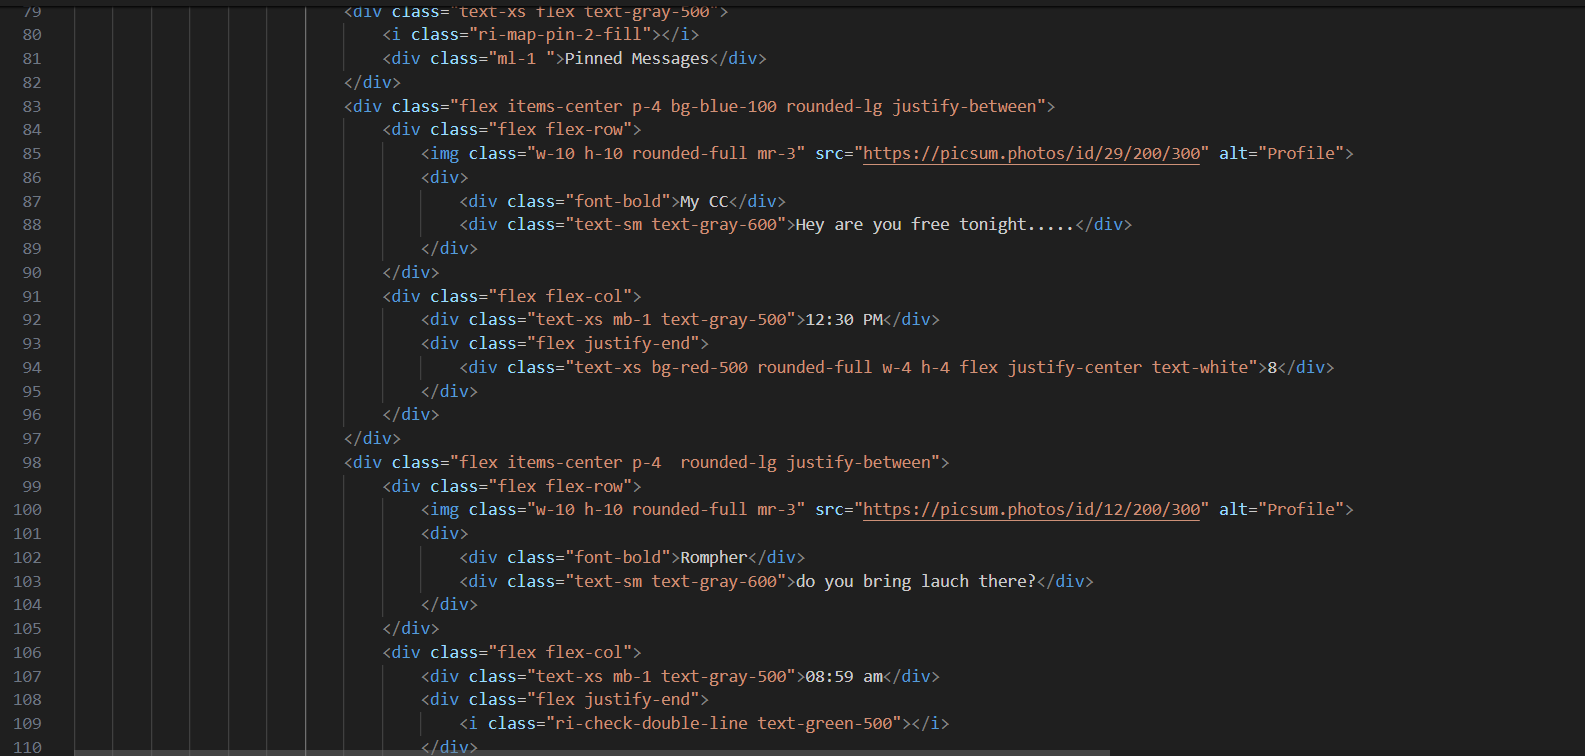 79 <div class="text-xs flex text-gray-500">
80 <i class="ri-map-pin-2-fill"></i>
81 <div class="ml-1 ">Pinned Messages</div>
82 </div>
83 <div class="flex items-center p-4 bg-blue-100 rounded-lg justify-between">
84 <div class="flex flex-row">
85 <img class="w-10 h-10 rounded-full mr-3" src="https://picsum.photos/id/29/200/300" alt="Profile">
86 <div>
87 <div class="font-bold">My CC</div>
88 <div class="text-sm text-gray-600">Hey are you free tonight.....</div>
89 </div>
90 </div>
91 <div class="flex flex-col">
92 <div class="text-xs mb-1 text-gray-500">12:30 PM</div>
93 <div class="flex justify-end">
94 <div class="text-xs bg-red-500 rounded-full w-4 h-4 flex justify-center text-white">8</div>
95 </div>
96 </div>
97 </div>
98 <div class="flex items-center p-4  rounded-lg justify-between">
99 <div class="flex flex-row">
100 <img class="w-10 h-10 rounded-full mr-3" src="https://picsum.photos/id/12/200/300" alt="Profile">
101 <div>
102 <div class="font-bold">Rompher</div>
103 <div class="text-sm text-gray-600">do you bring lauch there?</div>
104 </div>
105 </div>
106 <div class="flex flex-col">
107 <div class="text-xs mb-1 text-gray-500">08:59 am</div>
108 <div class="flex justify-end">
109 <i class="ri-check-double-line text-green-500"></i>
110 </div>